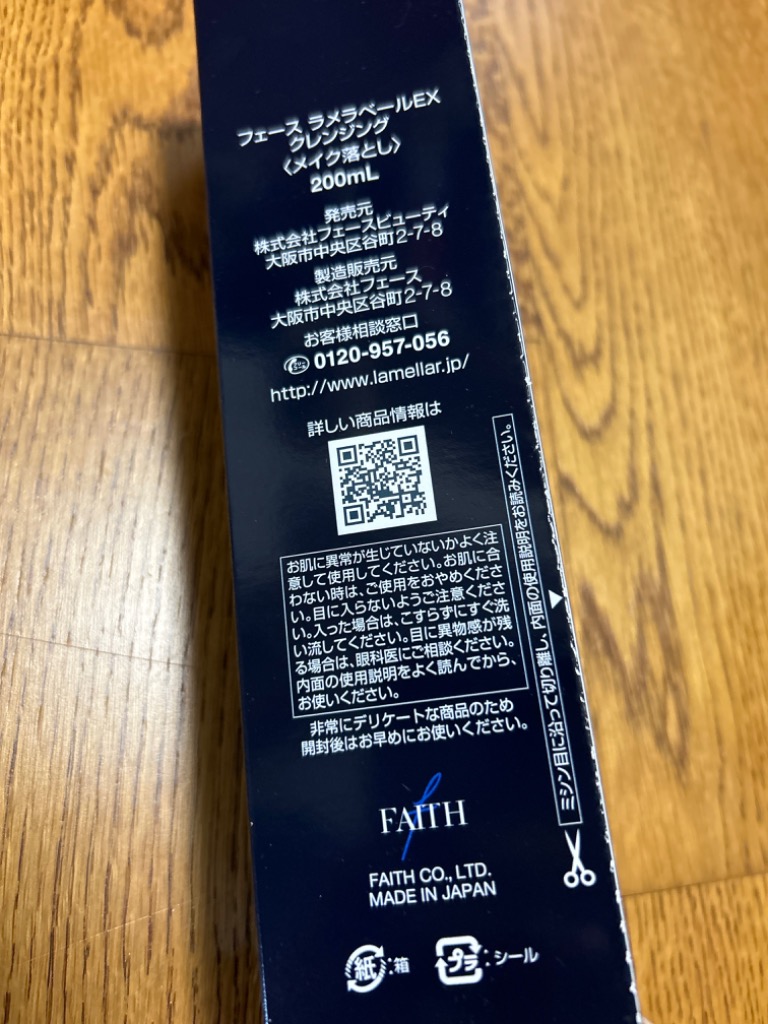 フェース ラメラベールEX
クレンジング
〈メイク落とし〉
200mL
発売元
株式会社フェースビューティ
大阪市中央区谷町2-7-8
製造販売元
株式会社フェース
大阪市中央区谷町2-7-8
お客様相談窓口
0120-957-056
http://www.lamellar.jp/
詳しい商品情報は
お肌に異常が生じていないかよく注
意して使用してください。お肌に合
わない時は、ご使用をおやめくださ
い。目に入らないようご注意くださ
い。入った場合は、こすらずにすぐ洗
い流してください。目に異物感が残
る場合は、眼科医にご相談ください。
内面の使用説明をよく読んでから、
お使いください。
非常にデリケートな商品のため
開封後はお早めにお使いください。
ミシン目に沿って切り離し、内面の使用説明をお読みください。
FAITH
FAITH CO., LTD.
MADE IN JAPAN
紙:箱
プラ:シール